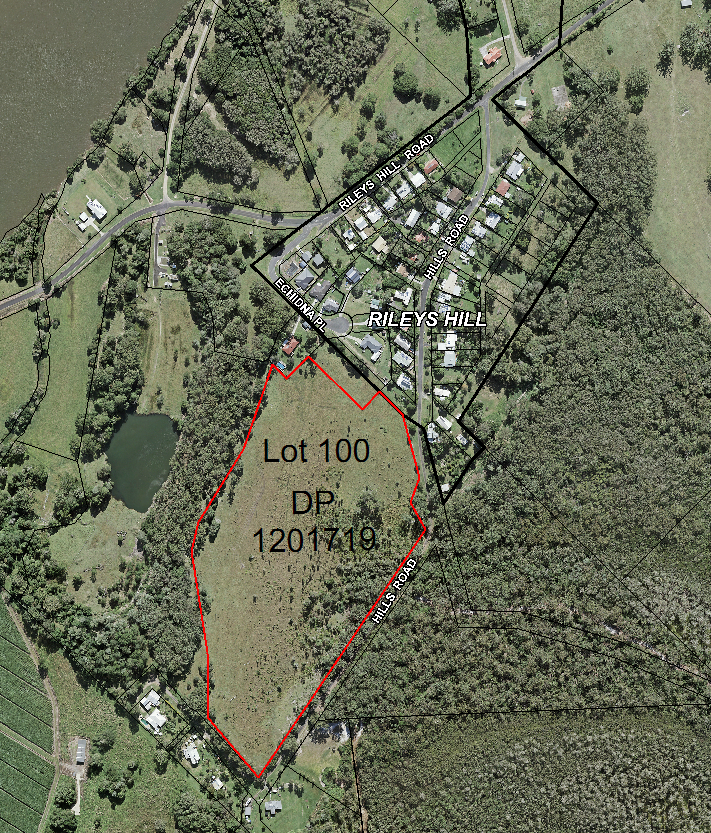 RILEYS HILL ROAD
HILLS ROAD
ECHIDNA PL
RILEYS HILL
Lot 100
DP
1201719
HILLS ROAD